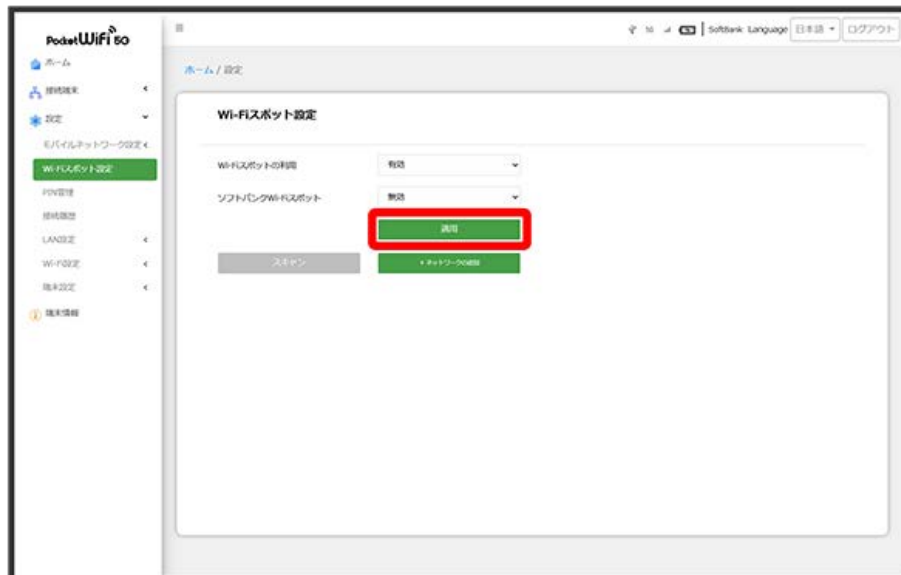 Pocket WiFi 5G
SoftBank Language 日本語 ログアウト
ホーム
ホーム / 設定
接続端末
設定
Wi-Fiスポット設定
モバイルネットワーク設定
Wi-Fiスポット設定
Wi-Fiスポットの利用 有効
PIN管理
ソフトバンクWi-Fiスポット 無効
接続履歴
適用
LAN設定
Wi-Fi設定
スキャン
+ ネットワークの追加
端末設定
端末情報